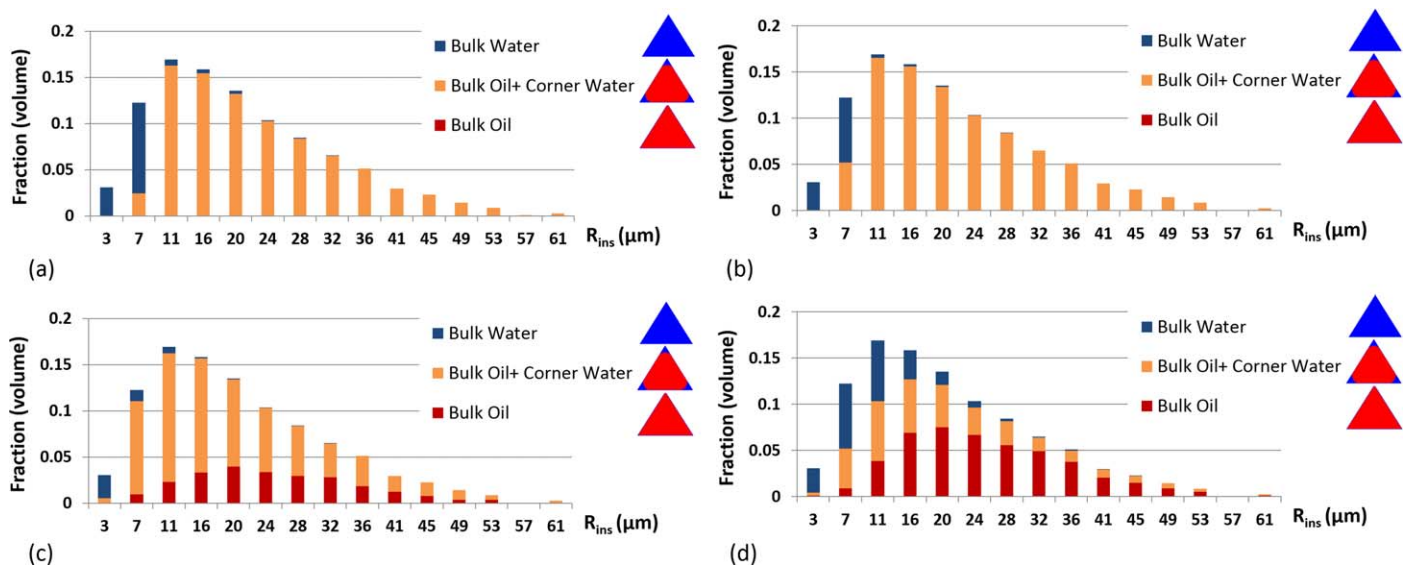 Fraction (volume)
0.2
0.15
0.1
0.05
0
Bulk Water
Bulk Oil+ Corner Water
Bulk Oil
3 7 11 16 20 24 28 32 36 41 45 49 53 57 61 Rins (µm)
(a)
Fraction (volume)
0.2
0.15
0.1
0.05
0
Bulk Water
Bulk Oil+ Corner Water
Bulk Oil
3 7 11 16 20 24 28 32 36 41 45 49 53 57 61 Rins (µm)
(b)
Fraction (volume)
0.2
0.15
0.1
0.05
0
Bulk Water
Bulk Oil+ Corner Water
Bulk Oil
3 7 11 16 20 24 28 32 36 41 45 49 53 57 61 Rins (µm)
(c)
Fraction (volume)
0.2
0.15
0.1
0.05
0
Bulk Water
Bulk Oil+ Corner Water
Bulk Oil
3 7 11 16 20 24 28 32 36 41 45 49 53 57 61 Rins (µm)
(d)